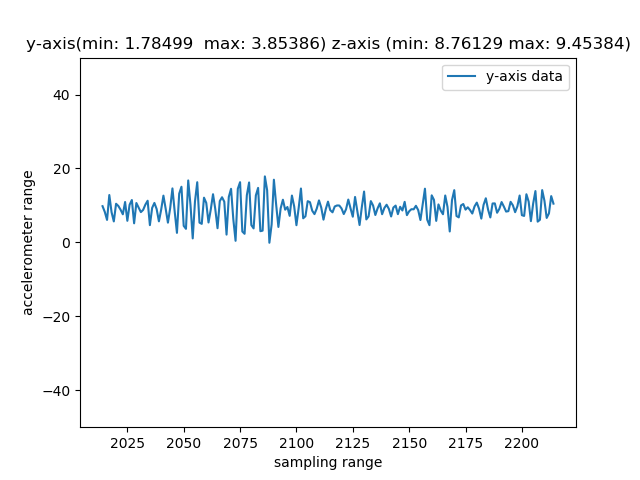 y-axis(min: 1.78499  max: 3.85386) z-axis (min: 8.76129 max: 9.45384)
y-axis data
accelerometer range
40
20
0
−20
−40
2025 2050 2075 2100 2125 2150 2175 2200
sampling range